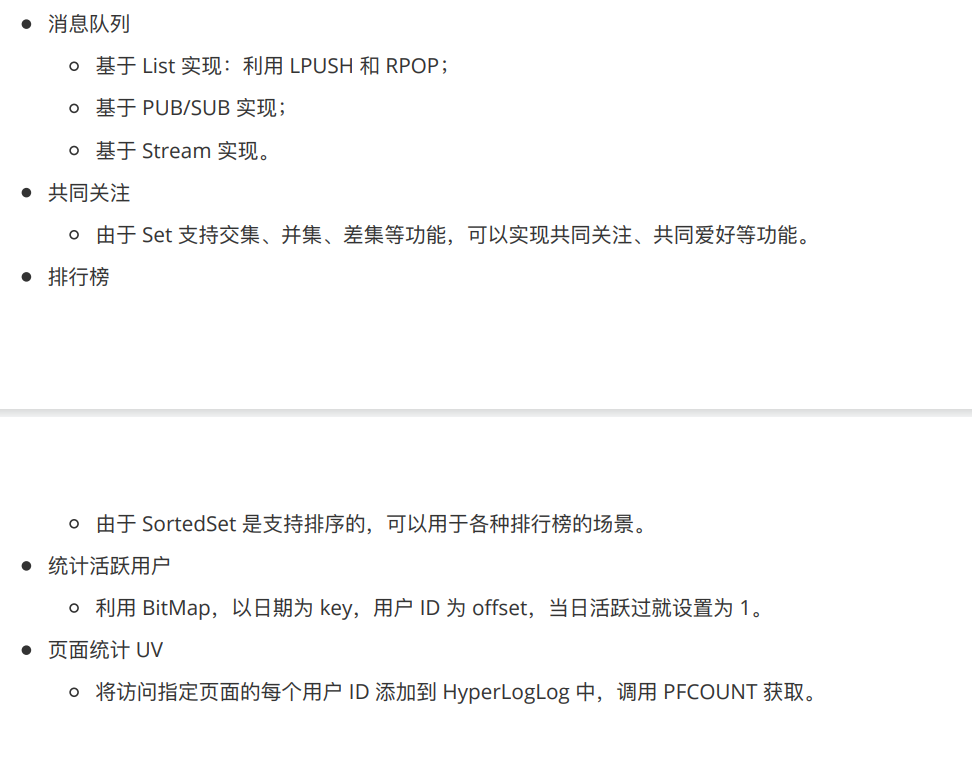 消息队列
基于 List 实现：利用 LPUSH 和 RPOP；
基于 PUB/SUB 实现；
基于 Stream 实现。
共同关注
由于 Set 支持交集、并集、差集等功能，可以实现共同关注、共同爱好等功能。
排行榜
由于 SortedSet 是支持排序的，可以用于各种排行榜的场景。
统计活跃用户
利用 BitMap，以日期为 key，用户 ID 为 offset，当日活跃过就设置为 1。
页面统计 UV
将访问指定页面的每个用户 ID 添加到 HyperLogLog 中，调用 PFCOUNT 获取。